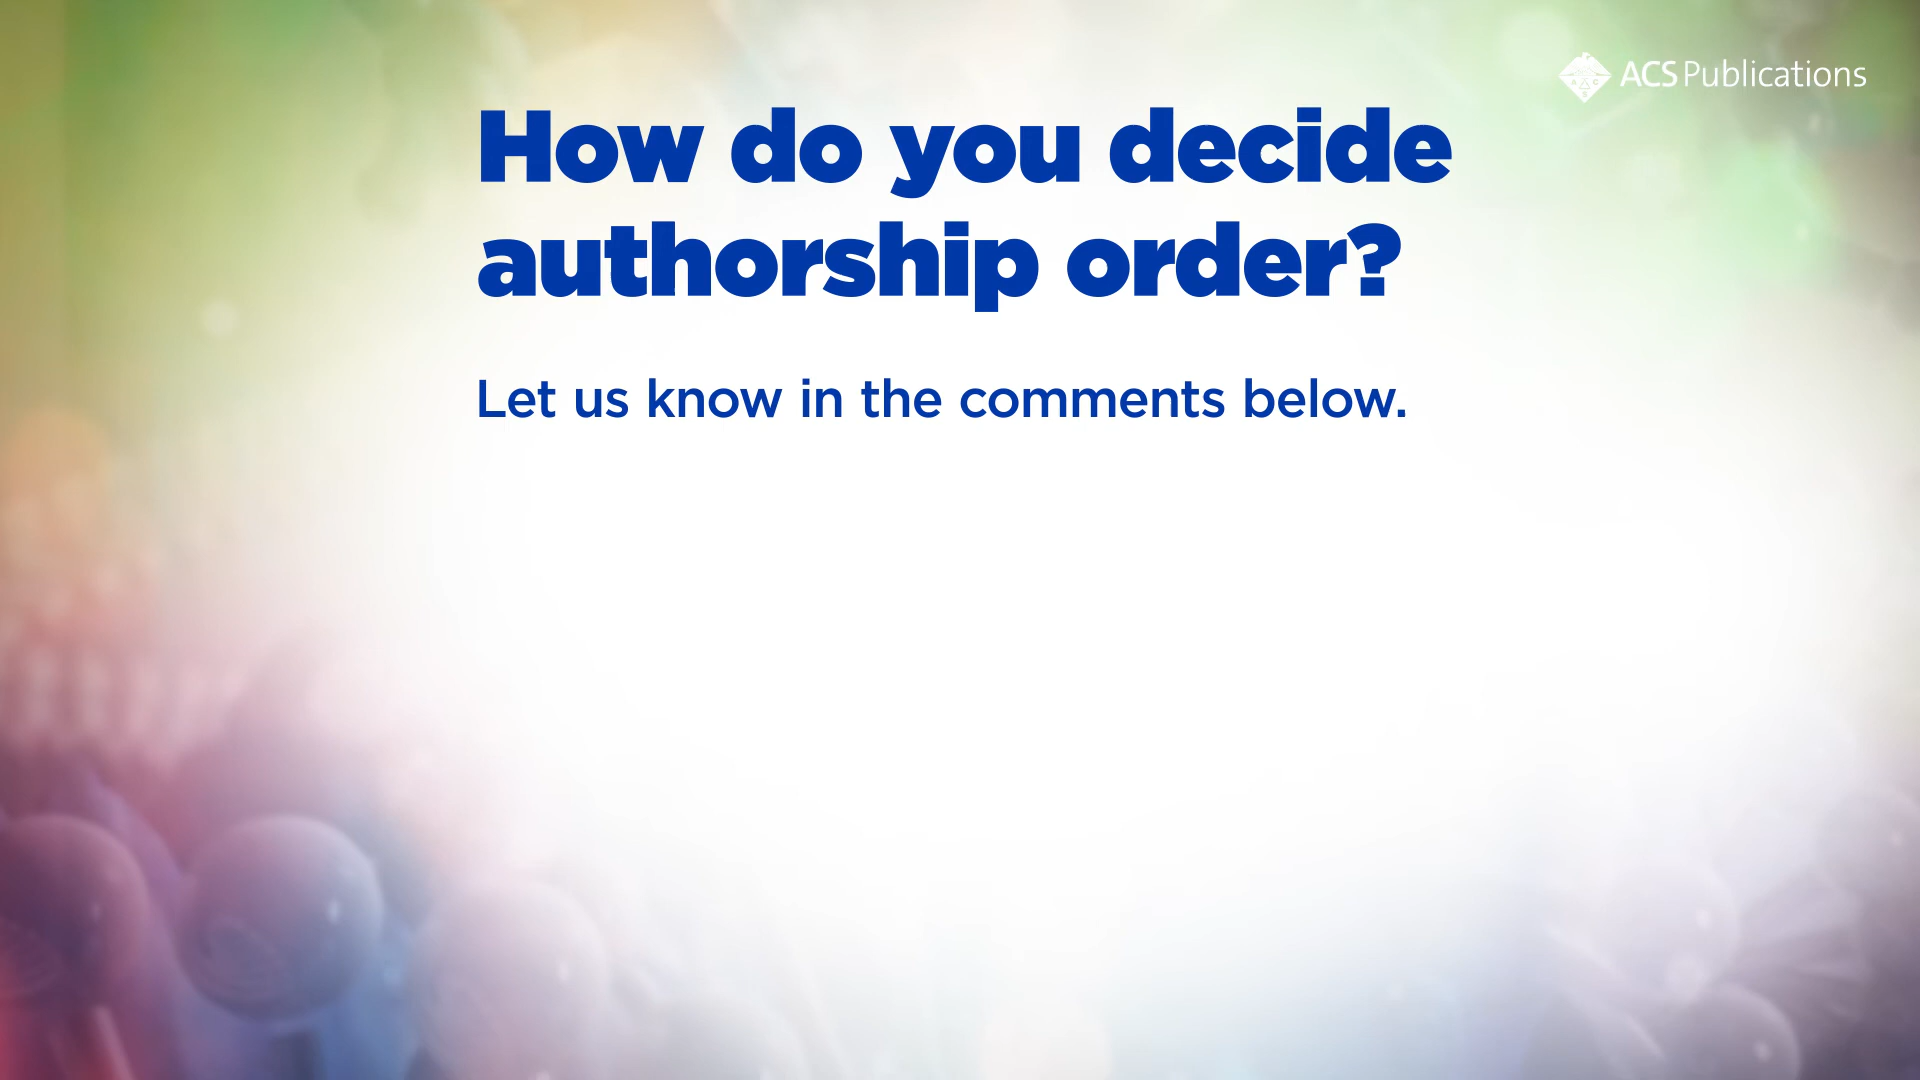 ACS Publications
How do you decide
authorship order?
Let us know in the comments below.